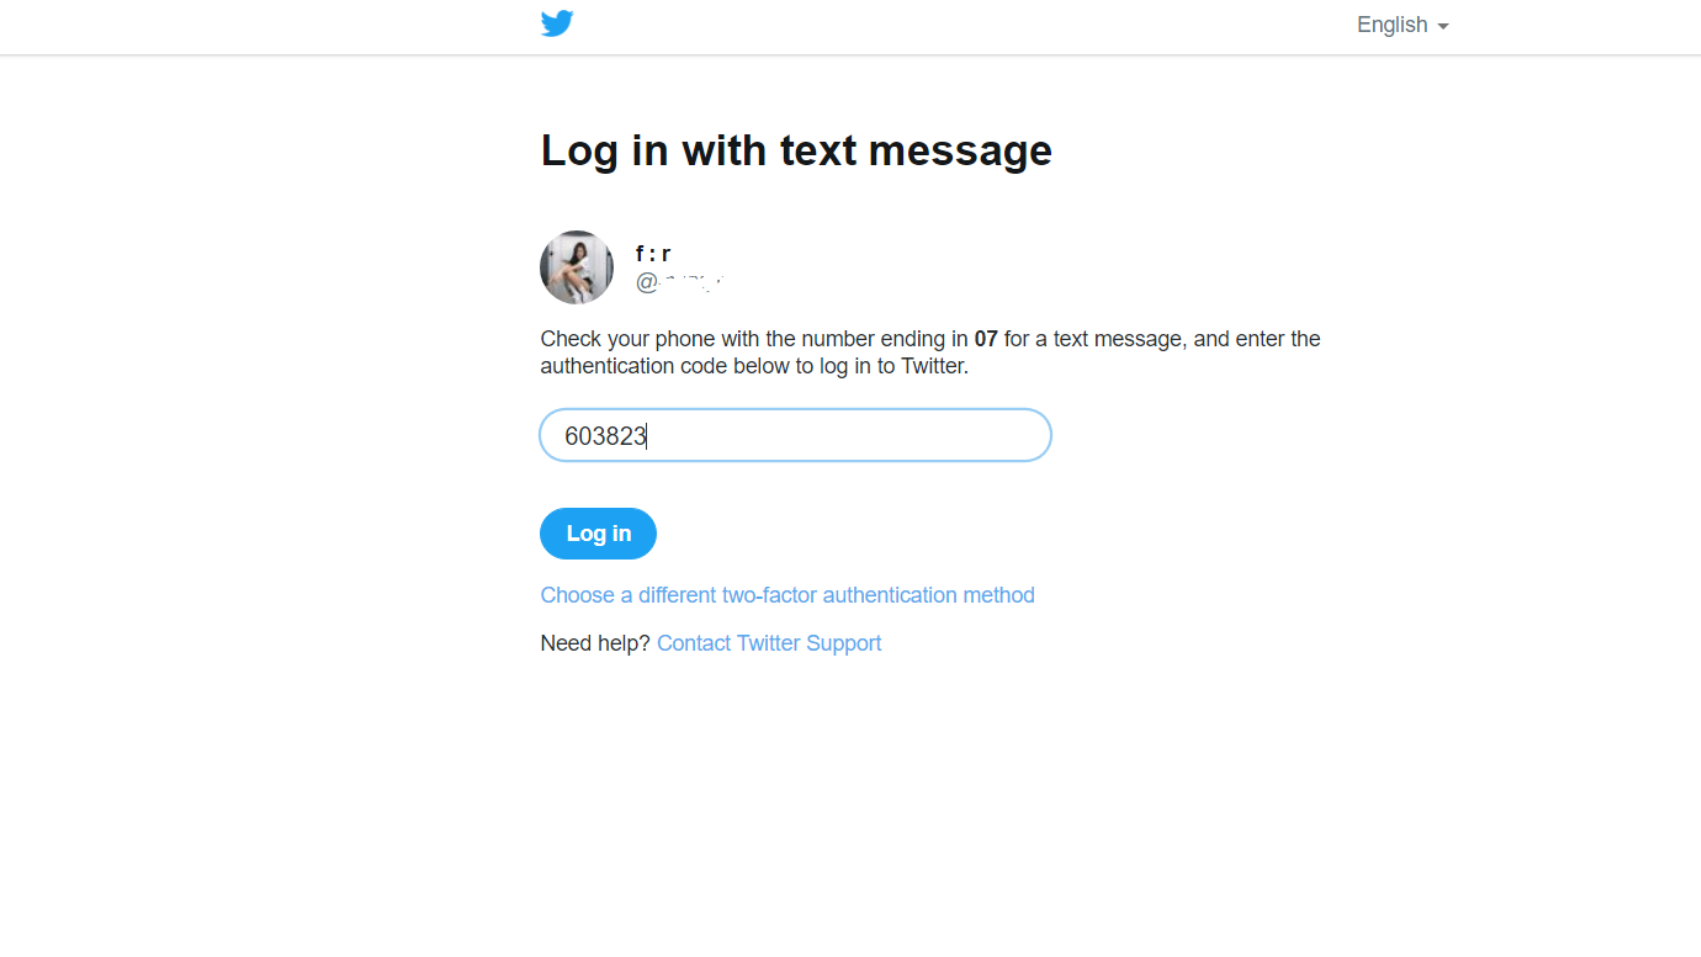 English
Log in with text message
f : r
@
Check your phone with the number ending in 07 for a text message, and enter the
authentication code below to log in to Twitter.
603823
Log in
Choose a different two-factor authentication method
Need help? Contact Twitter Support